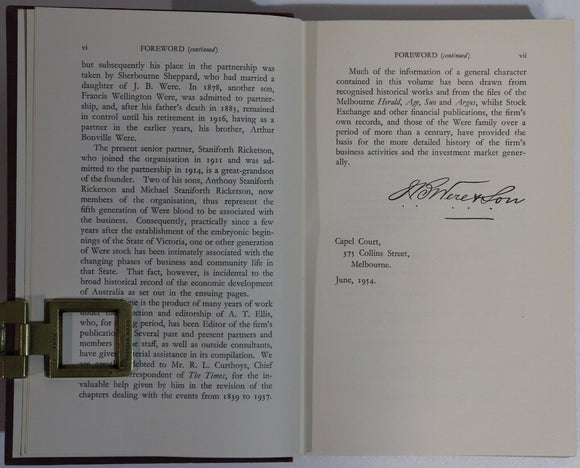 vi FOREWORD (continued)
but subsequently his place in the partnership was
taken by Sherbourne Sheppard, who had married a
daughter of J. B. Were. In 1878, another son,
Francis Wellington Were, was admitted to partner-
ship, and, after his father's death in 1885, remained
in control until his retirement in 1916, having as a
partner in the earlier years, his brother, Arthur
Bonville Were.
The present senior partner, Staniforth Ricketson,
who joined the organisation in 1911 and was ad-
mitted to the partnership in 1914, is a great-grandson
of the founder. Two of his sons, Anthony Staniforth
Ricketson and Michael Staniforth Ricketson, now
members of the organisation, thus represent the
fifth generation of Were blood to be associated with
the business. Consequently, practically since a few
years after the establishment of the embryonic begin-
nings of the State of Victoria, one or other generation
of Were stock has been intimately associated with the
changing phases of business and community life in
that State. That fact, however, is incidental to the
broad historical record of the economic development
of Australia as set out in the ensuing pages.
is the product of many years of work
under ction and editorship of A. T. Ellis,
who, for period, has been Editor of the firm's
publication Several past and present partners and
members staff, as well as outside consultants,
have given erial assistance in its compilation. We
are debted to Mr. R. L. Curthoys, Chief
respondent of The Times, for the in-
valuable help given by him in the revision of the
chapters dealing with the events from 1839 to 1937.
FOREWORD (continued) vii
Much of the information of a general character
contained in this volume has been drawn from
recognised historical works and from the files of the
Melbourne Herald, Age, Sun and Argus, whilst Stock
Exchange and other financial publications, the firm's
own records, and those of the Were family over a
period of more than a century, have provided the
basis for the more detailed history of the firm's
business activities and the investment market gener-
ally.
J B Were & Son
Capel Court,
375 Collins Street,
Melbourne.
June, 1954.